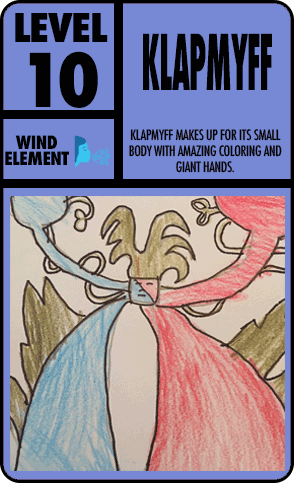 LEVEL
10
KLAPMYFF
WIND
ELEMENT
KLAPMYFF MAKES UP FOR ITS SMALL
BODY WITH AMAZING COLORING AND
GIANT HANDS.